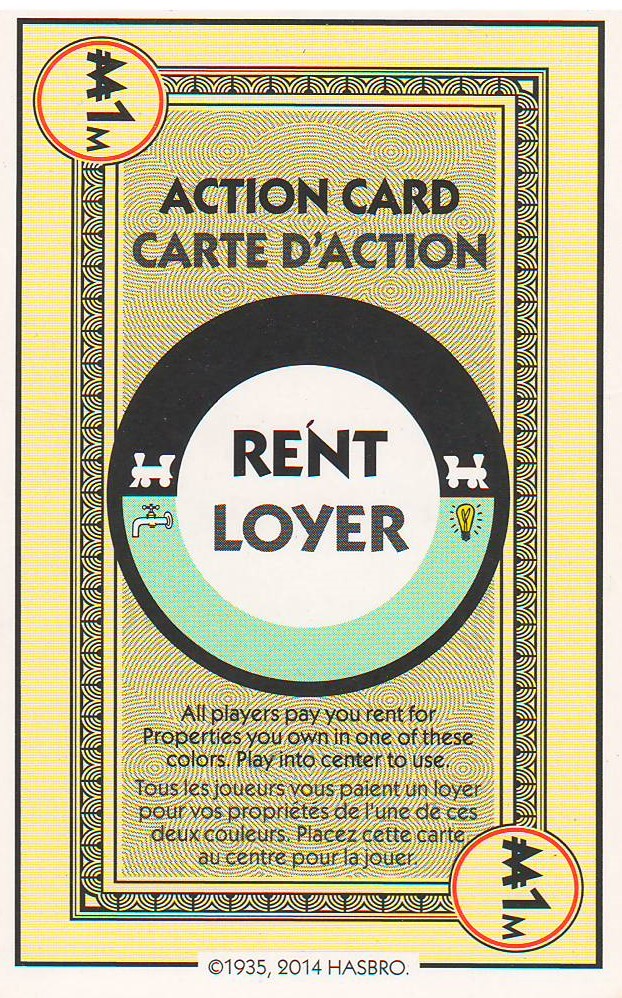 ₩1M
ACTION CARD
CARTE D'ACTION
RENT
LOYER
All players pay you rent for
Properties you own in one of these
colors. Play into center to use.
Tous les joueurs vous paient un loyer
pour vos propriétés de l'une de ces
deux couleurs. Placez cette carte
au centre pour la jouer.
₩1M
©1935, 2014 HASBRO.